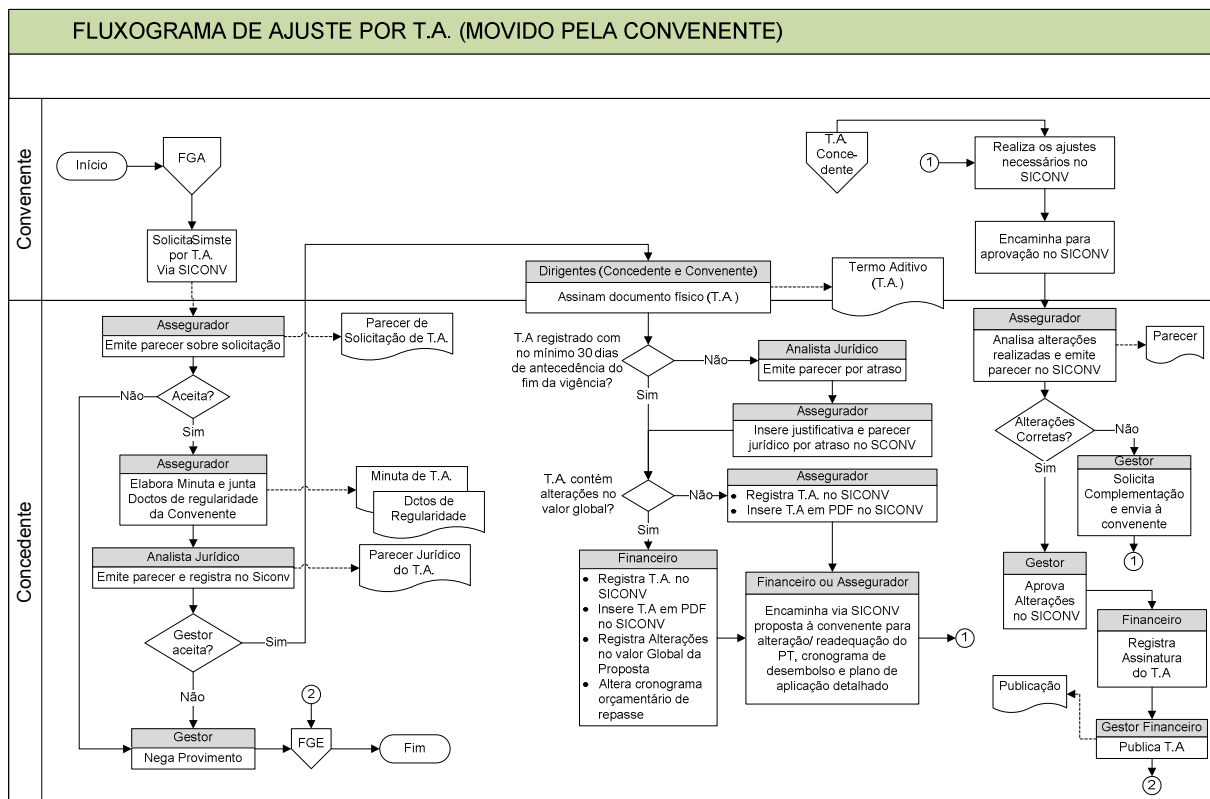 FLUXOGRAMA DE AJUSTE POR T.A. (MOVIDO PELA CONVENENTE)
Convenente
Início
FGA
SolicitaSimste
por T.A.
Via SICONV
T.A.
Conce-
dente
1
Realiza os ajustes
necessários no
SICONV
Encaminha para
aprovação no SICONV
Dirigentes (Concedente e Convenente)
Assinam documento físico (T.A.)
Termo Aditivo
(T.A.)
Concedente
Assegurador
Emite parecer sobre solicitação
Parecer de
Solicitação de T.A.
Aceita?
Não
Sim
Assegurador
Elabora Minuta e junta
Doctos de regularidade
da Convenente
Minuta de T.A.
Dctos de
Regularidade
Analista Jurídico
Emite parecer e registra no Siconv
Parecer Jurídico
do T.A.
Gestor
aceita?
Sim
Não
Gestor
Nega Provimento
2
FGE
Fim
T.A registrado com
no mínimo 30 dias
de antecedência do
fim da vigência?
Não
Sim
Analista Jurídico
Emite parecer por atraso
Assegurador
Insere justificativa e parecer
jurídico por atraso no SCONV
T.A. contém
alterações no
valor global?
Não
Sim
Assegurador
• Registra T.A. no SICONV
• Insere T.A em PDF no SICONV
Financeiro
• Registra T.A. no
SICONV
• Insere T.A em PDF
no SICONV
• Registra Alterações
no valor Global da
Proposta
• Altera cronograma
orçamentário de
repasse
Financeiro ou Assegurador
Encaminha via SICONV
proposta à convenente para
alteração/ readequação do
PT, cronograma de
desembolso e plano de
aplicação detalhado
1
Assegurador
Analisa alterações
realizadas e emite
parecer no SICONV
Parecer
Alterações
Corretas?
Não
Sim
Gestor
Solicita
Complementação
e envia à
convenente
1
Gestor
Aprova
Alterações
no SICONV
Financeiro
Registra
Assinatura
do T.A
Publicação
Gestor Financeiro
Publica T.A
2